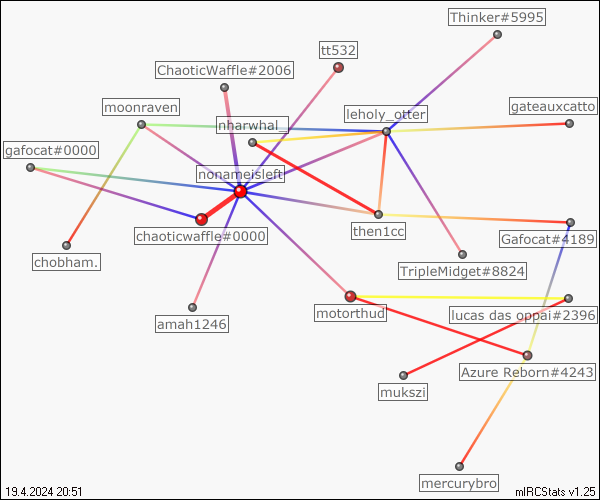 Thinker#5995
tt532
ChaoticWaffle#2006
moonraven
leholy_otter
gateauxcatto
nharwhal_
gafocat#0000
nonameisleft
chaoticwaffle#0000
then1cc
Gafocat#4189
chobham.
TripleMidget#8824
motorthud
lucas das oppai#2396
amah1246
Azure Reborn#4243
mukszi
mercurybro
19.4.2024 20:51
mIRCStats v1.25